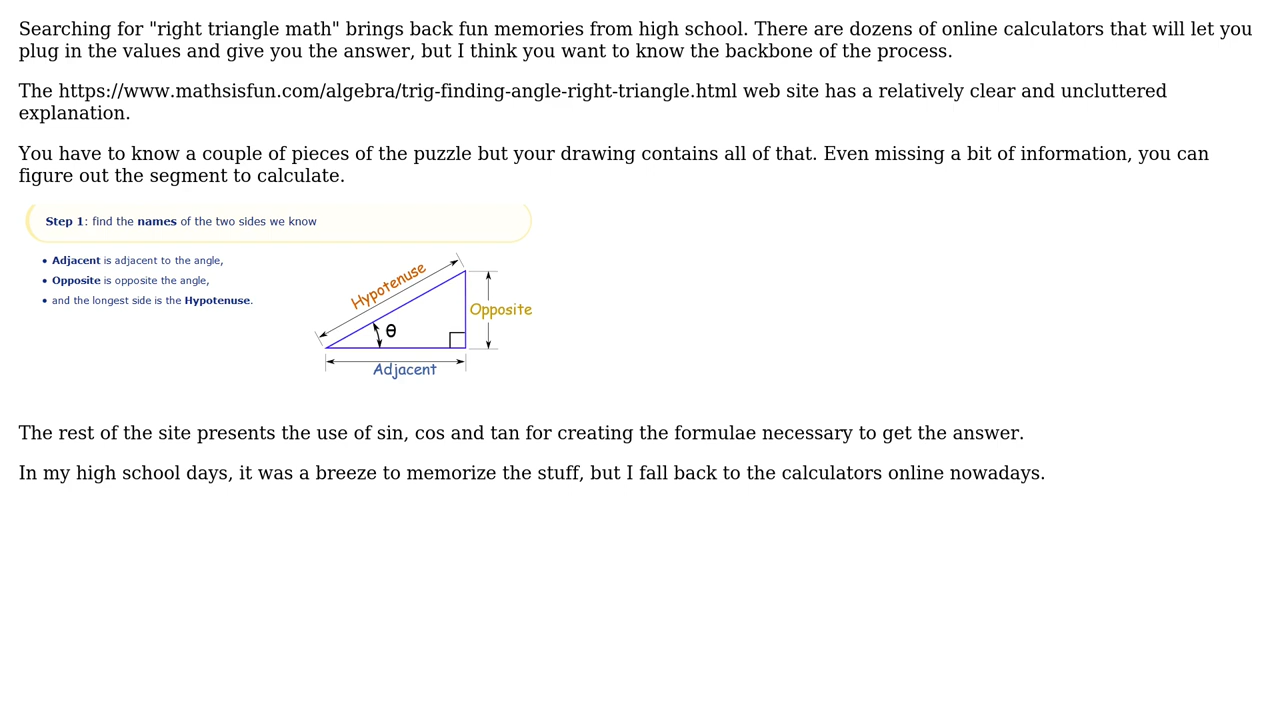 Searching for "right triangle math" brings back fun memories from high school. There are dozens of online calculators that will let you
plug in the values and give you the answer, but I think you want to know the backbone of the process.
The https://www.mathsisfun.com/algebra/trig-finding-angle-right-triangle.html web site has a relatively clear and uncluttered
explanation.
You have to know a couple of pieces of the puzzle but your drawing contains all of that. Even missing a bit of information, you can
figure out the segment to calculate.
Step 1: find the names of the two sides we know
• Adjacent is adjacent to the angle,
• Opposite is opposite the angle,
• and the longest side is the Hypotenuse.
Hypotenuse
Opposite
θ
Adjacent
The rest of the site presents the use of sin, cos and tan for creating the formulae necessary to get the answer.
In my high school days, it was a breeze to memorize the stuff, but I fall back to the calculators online nowadays.